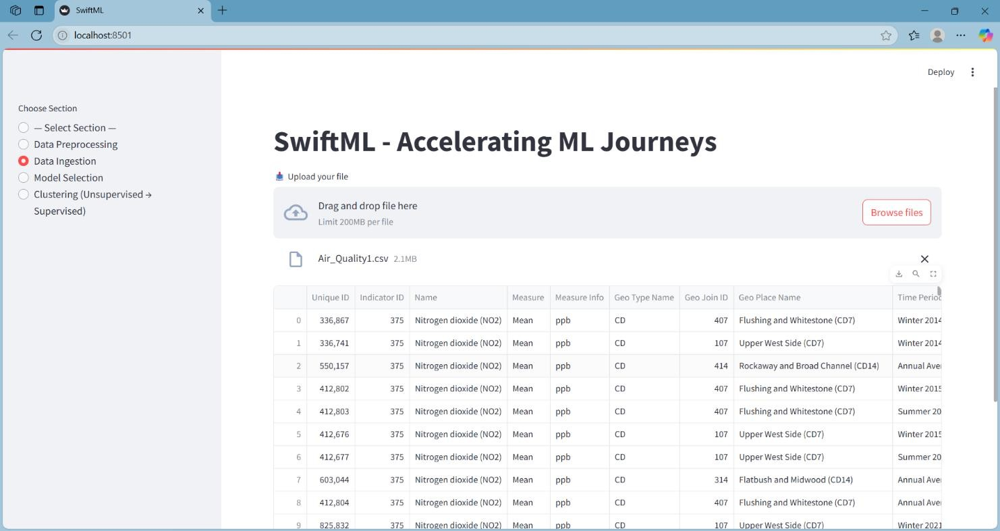 SwiftML
localhost:8501
Deploy
Choose Section
— Select Section —
Data Preprocessing
Data Ingestion
Model Selection
Clustering (Unsupervised →
Supervised)
SwiftML - Accelerating ML Journeys
Upload your file
Drag and drop file here
Limit 200MB per file
Browse files
Air_Quality1.csv 2.1MB
Unique ID Indicator ID Name Measure Measure Info Geo Type Name Geo Join ID Geo Place Name Time Period
0 336,867 375 Nitrogen dioxide (NO2) Mean ppb CD 407 Flushing and Whitestone (CD7) Winter 2014
1 336,741 375 Nitrogen dioxide (NO2) Mean ppb CD 107 Upper West Side (CD7) Winter 2014
2 550,157 375 Nitrogen dioxide (NO2) Mean ppb CD 414 Rockaway and Broad Channel (CD14) Annual Ave
3 412,802 375 Nitrogen dioxide (NO2) Mean ppb CD 407 Flushing and Whitestone (CD7) Winter 2015
4 412,803 375 Nitrogen dioxide (NO2) Mean ppb CD 407 Flushing and Whitestone (CD7) Summer 20
5 412,676 375 Nitrogen dioxide (NO2) Mean ppb CD 107 Upper West Side (CD7) Winter 2015
6 412,677 375 Nitrogen dioxide (NO2) Mean ppb CD 107 Upper West Side (CD7) Summer 20
7 603,044 375 Nitrogen dioxide (NO2) Mean ppb CD 314 Flatbush and Midwood (CD14) Annual Ave
8 412,804 375 Nitrogen dioxide (NO2) Mean ppb CD 407 Flushing and Whitestone (CD7) Annual Ave
9 825,832 375 Nitrogen dioxide (NO2) Mean ppb CD 107 Upper West Side (CD7) Winter 2021